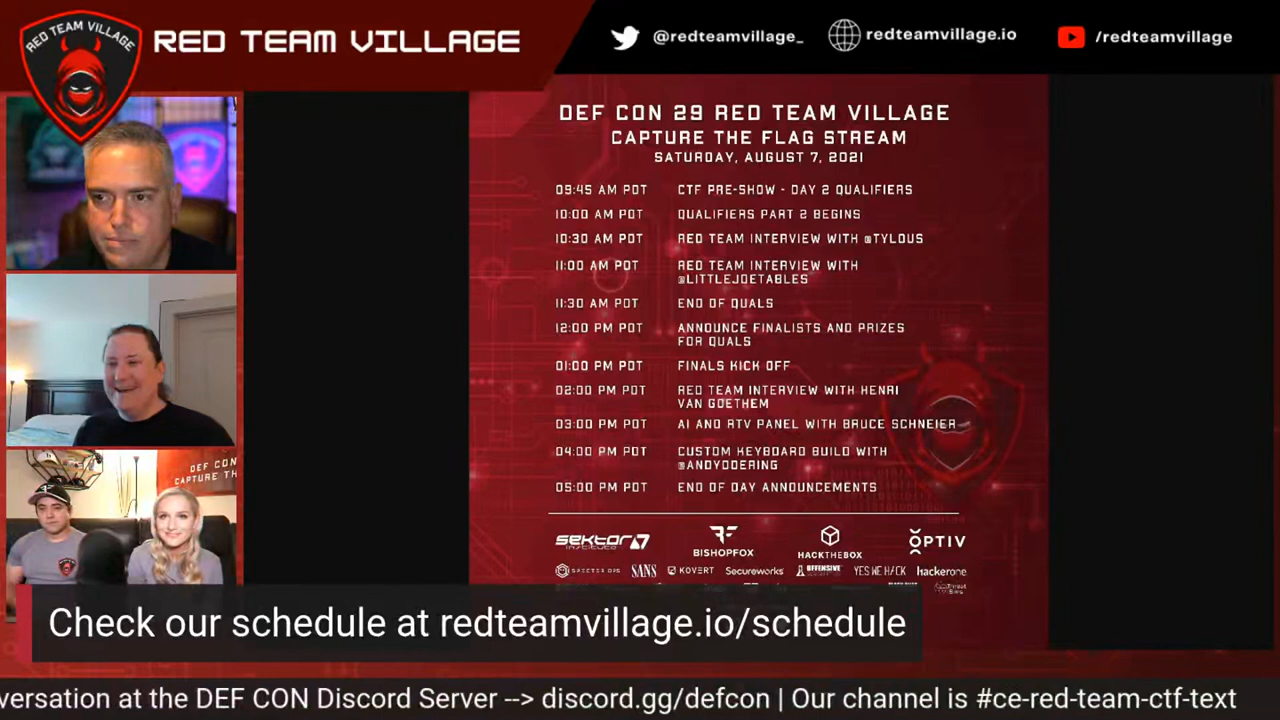 RED TEAM VILLAGE
RED TEAM VILLAGE
@redteamvillage_
redteamvillage.io
/redteamvillage
DEF CON 29 RED TEAM VILLAGE
CAPTURE THE FLAG STREAM
SATURDAY, AUGUST 7, 2021
09:45 AM PDT CTF PRE-SHOW - DAY 2 QUALIFIERS
10:00 AM PDT QUALIFIERS PART 2 BEGINS
10:30 AM PDT RED TEAM INTERVIEW WITH @TYLOUS
11:00 AM PDT RED TEAM INTERVIEW WITH
@LITTLEJOETABLES
11:30 AM PDT END OF QUALS
12:00 PM PDT ANNOUNCE FINALISTS AND PRIZES
FOR QUALS
01:00 PM PDT FINALS KICK OFF
02:00 PM PDT RED TEAM INTERVIEW WITH HENRI
VAN GOETHEM
03:00 PM PDT AI AND RTV PANEL WITH BRUCE SCHNEIER
04:00 PM PDT CUSTOM KEYBOARD BUILD WITH
@ANDYDDERING
05:00 PM PDT END OF DAY ANNOUNCEMENTS
SEKTOR7
INSTITUTE
BISHOPFOX
HACKTHEBOX
OPTIV
SPECTER OPS
SANS
KOVERT
Secureworks
OFFENSIVE
YES WE HACK
hackerone
DEF CON
CAPTURE TH
Check our schedule at redteamvillage.io/schedule
versation at the DEF CON Discord Server --> discord.gg/defcon | Our channel is #ce-red-team-ctf-text